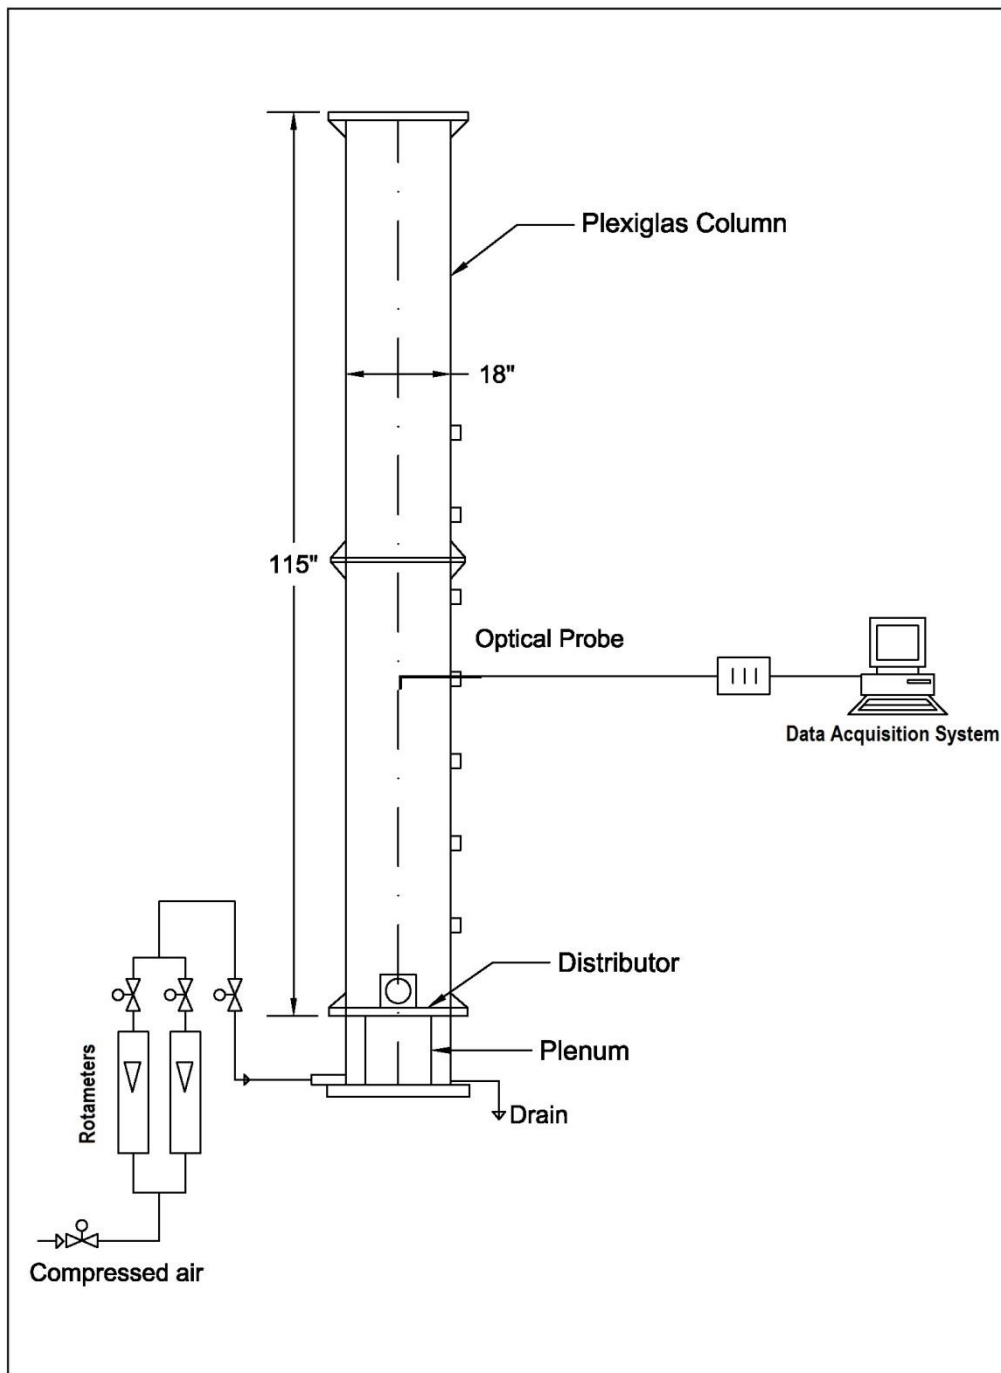 Plexiglas Column
18"
115"
Optical Probe
Data Acquisition System
Distributor
Plenum
Rotameters
Drain
Compressed air